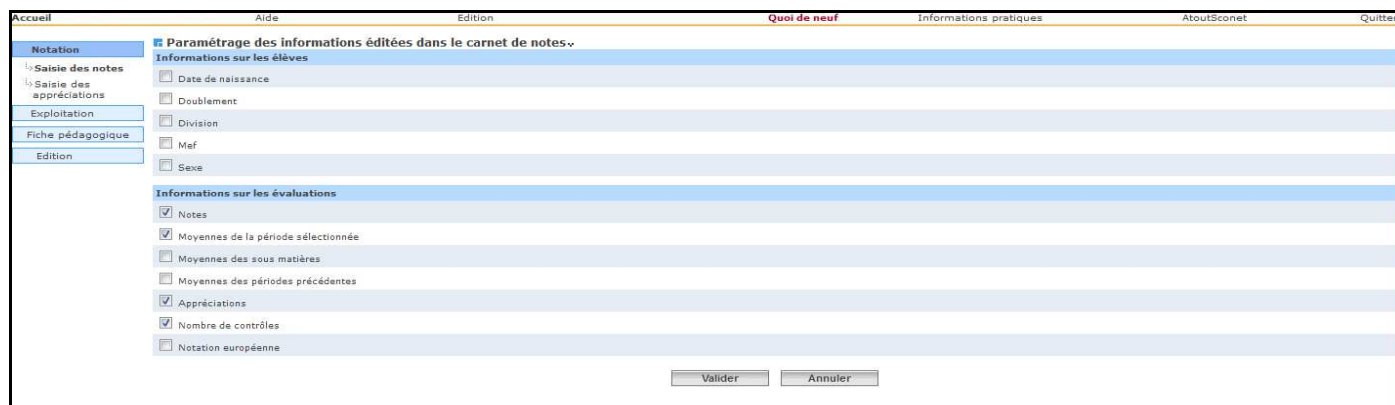 Accueil Aide Edition Quoi de neuf Informations pratiques AtoutSconet Quitter
Notation
Saisie des notes
Saisie des
appréciations
Exploitation
Fiche pédagogique
Edition
Paramétrage des informations éditées dans le carnet de notes
Informations sur les élèves
Date de naissance
Doublement
Division
Mef
Sexe
Informations sur les évaluations
Notes
Moyennes de la période sélectionnée
Moyennes des sous matières
Moyennes des périodes précédentes
Appréciations
Nombre de contrôles
Notation européenne
Valider Annuler